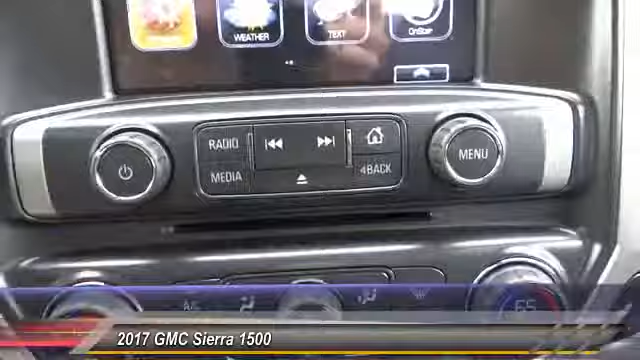 WEATHER TEXT OnStar
RADIO MENU
MEDIA BACK
A/C 65
2017 GMC Sierra 1500